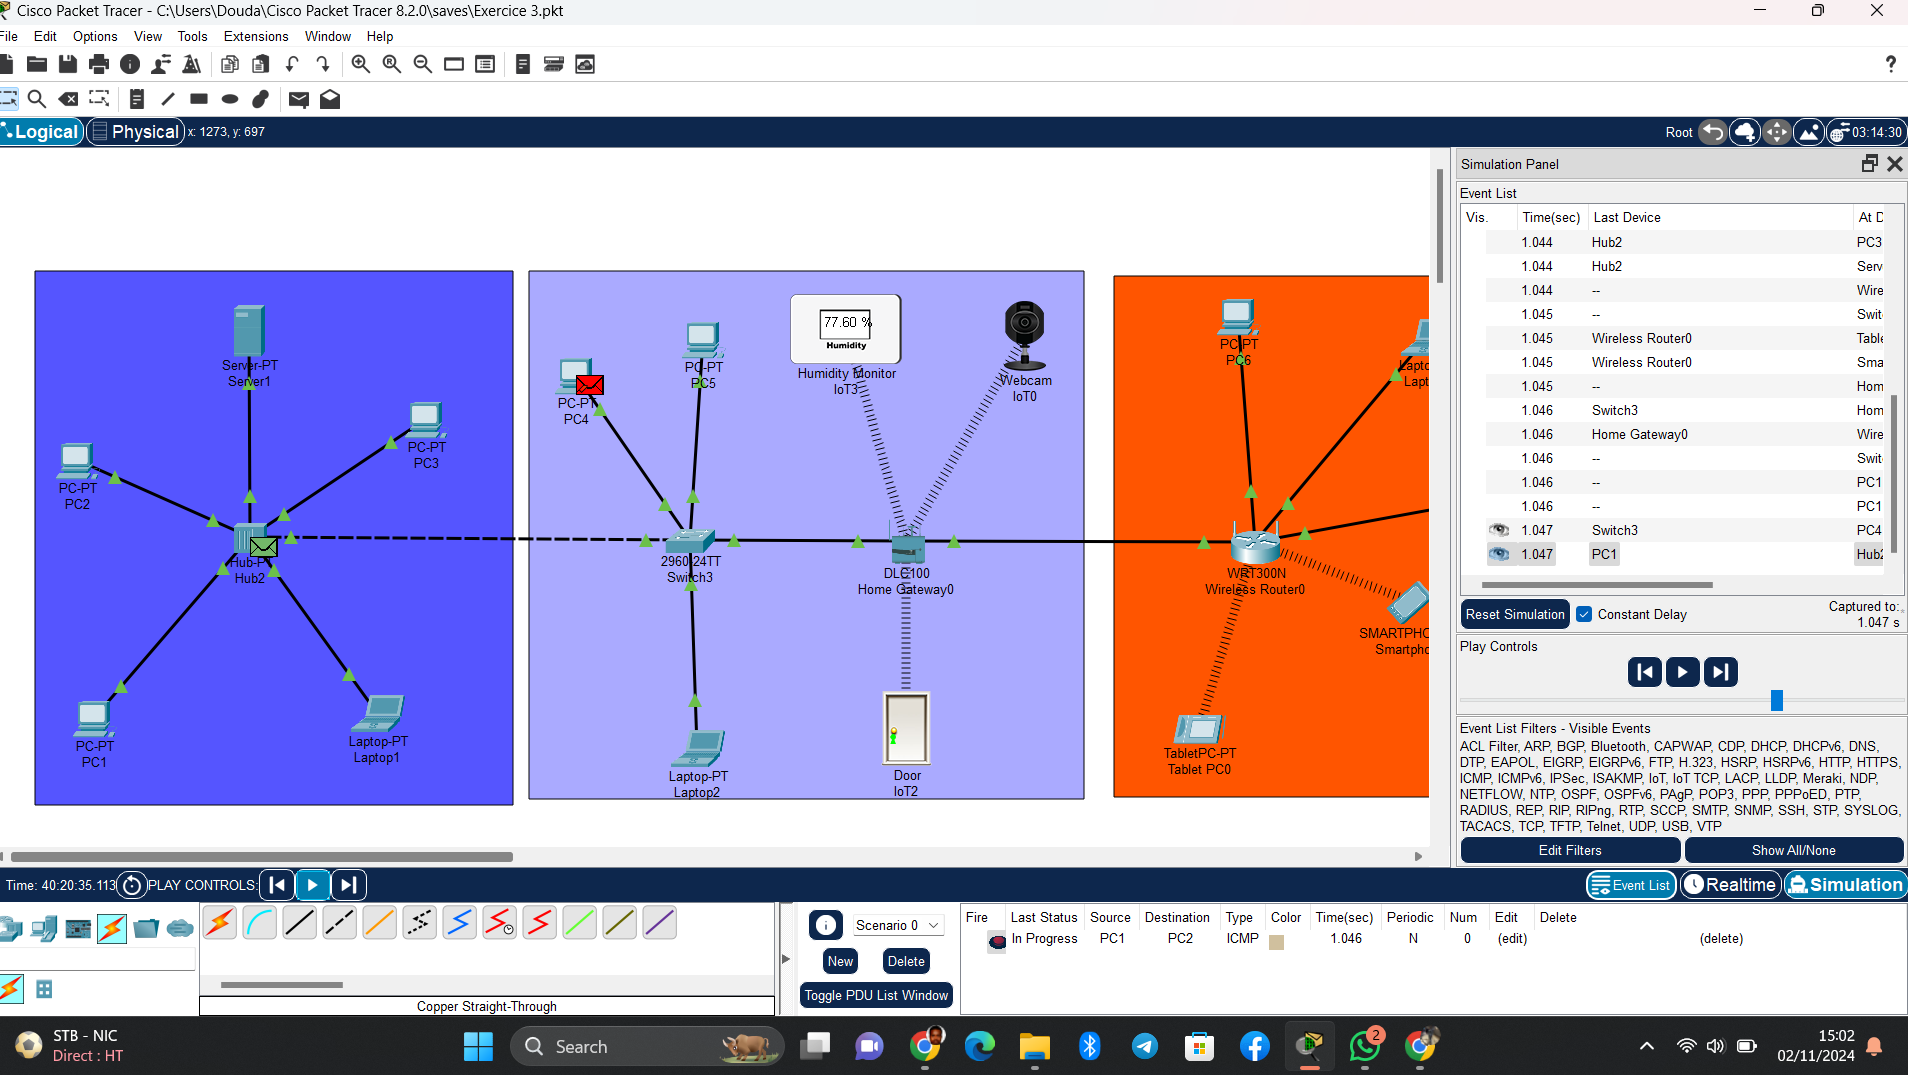 Cisco Packet Tracer - C:\Users\Douda\Cisco Packet Tracer 8.2.0\saves\Exercice 3.pkt
File Edit Options View Tools Extensions Window Help
Logical Physical x: 1273, y: 697
Root 03:14:30
Server-PT
Server1
PC-PT
PC3
PC-PT
PC2
Hub-PT
Hub2
PC-PT
PC1
Laptop-PT
Laptop1
PC-PT
PC5
PC-PT
PC4
77.60 %
Humidity
Humidity Monitor
IoT3
Webcam
IoT0
2960-24TT
Switch3
DLC100
Home Gateway0
Laptop-PT
Laptop2
Door
IoT2
PC-PT
PC6
Lapto
Lapt
WRT300N
Wireless Router0
SMARTPHO
Smartpho
TabletPC-PT
Tablet PC0
Simulation Panel
Event List
Vis. Time(sec) Last Device At D
1.044 Hub2 PC3
1.044 Hub2 Serv
1.044 -- Wire
1.045 -- Swit
1.045 Wireless Router0 Table
1.045 Wireless Router0 Sma
1.045 -- Hom
1.046 Switch3 Hom
1.046 Home Gateway0 Wire
1.046 -- Swit
1.046 -- PC1
1.046 -- PC1
1.047 Switch3 PC4
1.047 PC1 Hub2
Reset Simulation Constant Delay Captured to:
1.047 s
Play Controls
Event List Filters - Visible Events
ACL Filter, ARP, BGP, Bluetooth, CAPWAP, CDP, DHCP, DHCPv6, DNS,
DTP, EAPOL, EIGRP, EIGRPv6, FTP, H.323, HSRP, HSRPv6, HTTP, HTTPS,
ICMP, ICMPv6, IPSec, ISAKMP, IoT, IoT TCP, LACP, LLDP, Meraki, NDP,
NETFLOW, NTP, OSPF, OSPFv6, PAgP, POP3, PPP, PPPoED, PTP,
RADIUS, REP, RIP, RIPng, RTP, SCCP, SMTP, SNMP, SSH, STP, SYSLOG,
TACACS, TCP, TFTP, Telnet, UDP, USB, VTP
Edit Filters Show All/None
Time: 40:20:35.113 PLAY CONTROLS:
Event List Realtime Simulation
Copper Straight-Through
Scenario 0
New Delete
Toggle PDU List Window
Fire Last Status Source Destination Type Color Time(sec) Periodic Num Edit Delete
In Progress PC1 PC2 ICMP 1.046 N 0 (edit) (delete)
STB - NIC
Direct : HT
Search
2
15:02
02/11/2024